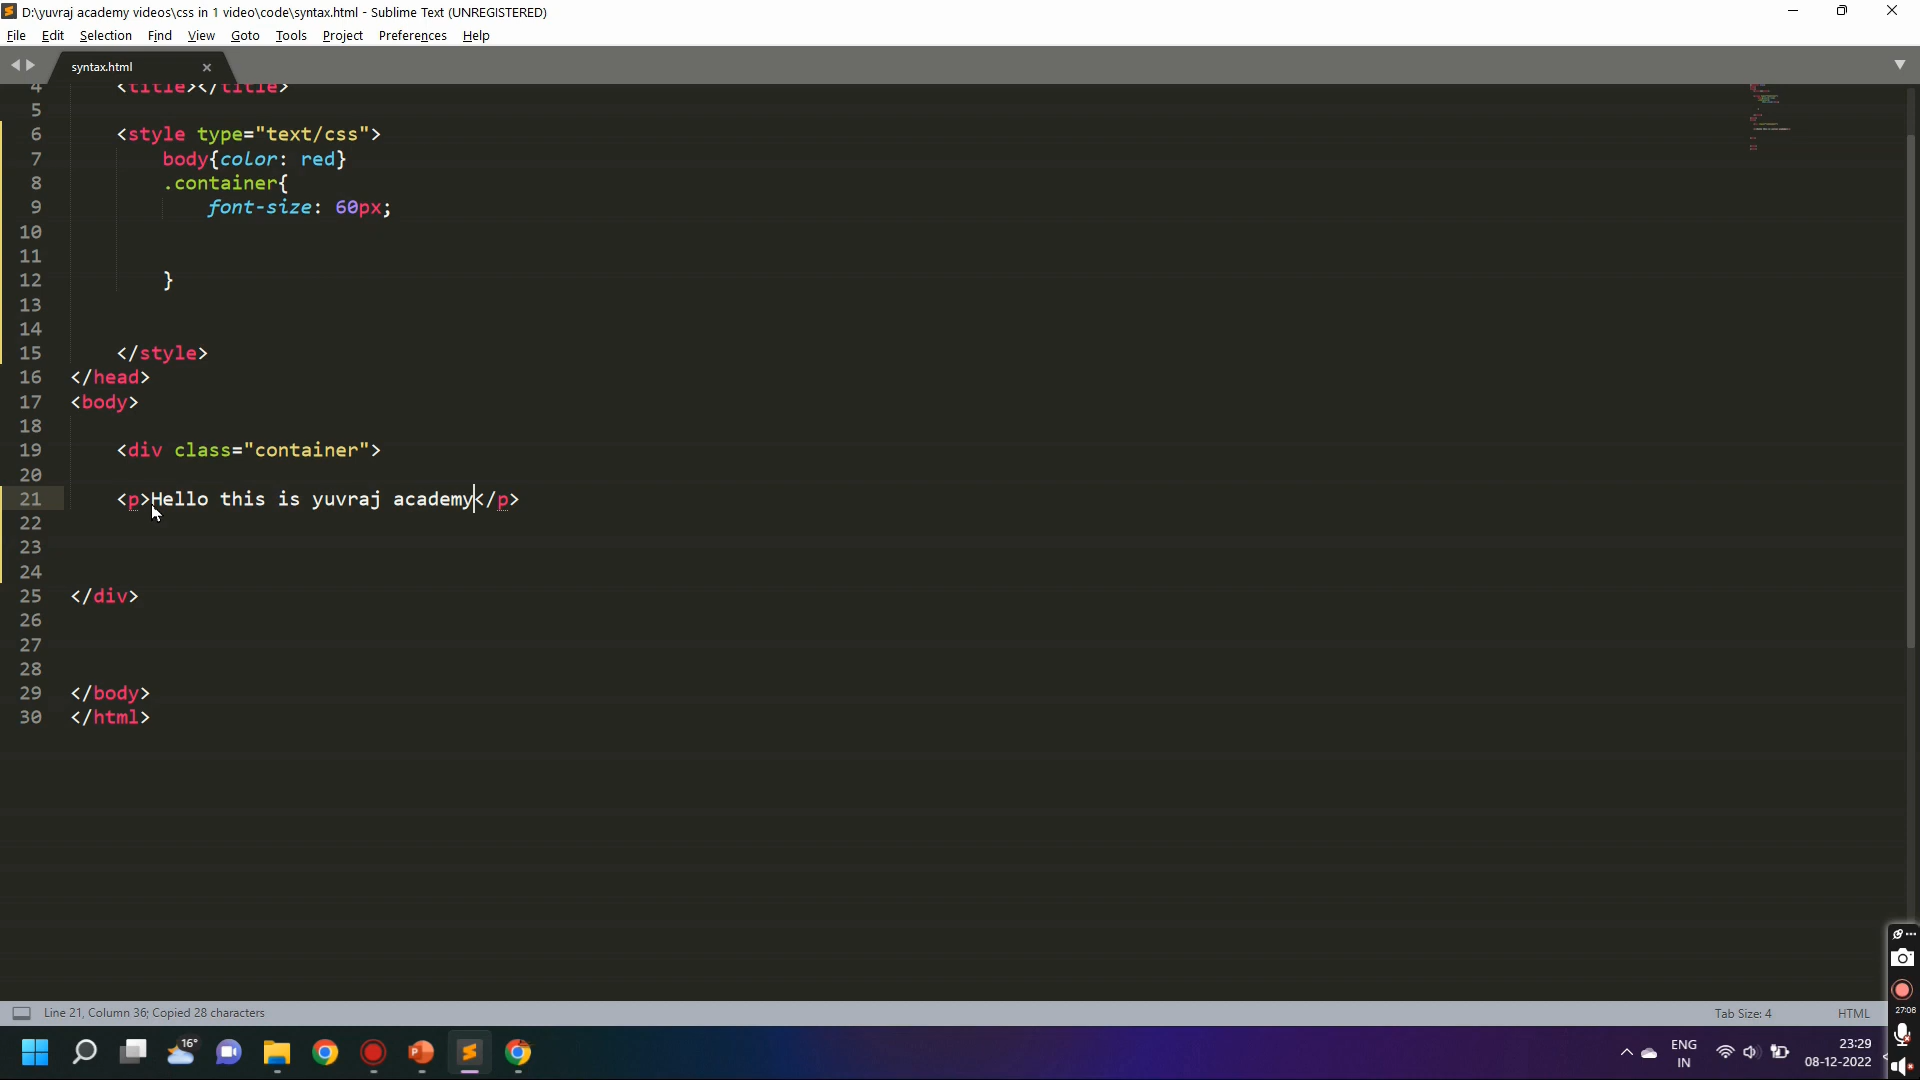 D:\yuvraj academy videos\css in 1 video\code\syntax.html - Sublime Text (UNREGISTERED)
File Edit Selection Find View Goto Tools Project Preferences Help
syntax.html
4 <title></title>
5
6 <style type="text/css">
7 body{color: red}
8 .container{
9 font-size: 60px;
10
11
12 }
13
14
15 </style>
16 </head>
17 <body>
18
19 <div class="container">
20
21 <p>Hello this is yuvraj academy</p>
22
23
24
25 </div>
26
27
28
29 </body>
30 </html>
27:08
Line 21, Column 36; Copied 28 characters Tab Size: 4 HTML
16°
ENG
IN
23:29
08-12-2022